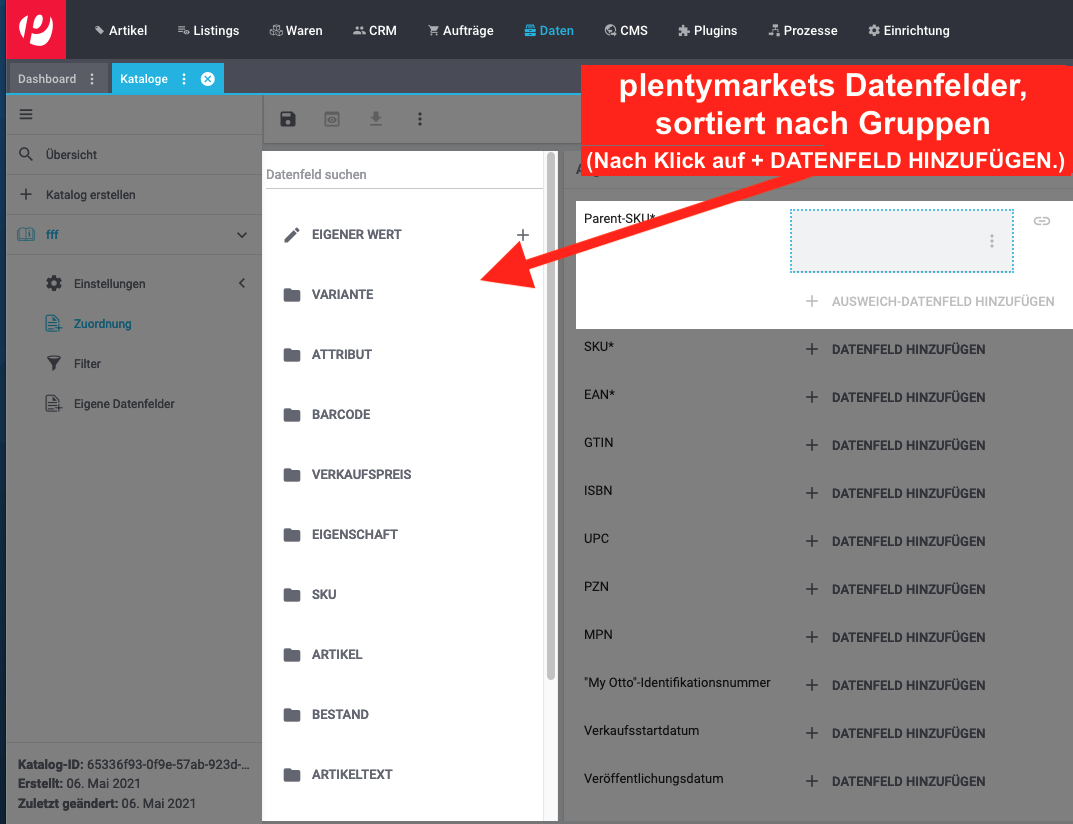 Artikel
Listings
Waren
CRM
Aufträge
Daten
CMS
Plugins
Prozesse
Einrichtung
Dashboard
Kataloge
plentymarkets Datenfelder,
sortiert nach Gruppen
(Nach Klick auf + DATENFELD HINZUFÜGEN.)
Übersicht
Katalog erstellen
fff
Einstellungen
Zuordnung
Filter
Eigene Datenfelder
Katalog-ID: 65336f93-0f9e-57ab-923d-...
Erstellt: 06. Mai 2021
Zuletzt geändert: 06. Mai 2021
Datenfeld suchen
EIGENER WERT
VARIANTE
ATTRIBUT
BARCODE
VERKAUFSPREIS
EIGENSCHAFT
SKU
ARTIKEL
BESTAND
ARTIKELTEXT
Parent-SKU*
AUSWEICH-DATENFELD HINZUFÜGEN
SKU* + DATENFELD HINZUFÜGEN
EAN* + DATENFELD HINZUFÜGEN
GTIN + DATENFELD HINZUFÜGEN
ISBN + DATENFELD HINZUFÜGEN
UPC + DATENFELD HINZUFÜGEN
PZN + DATENFELD HINZUFÜGEN
MPN + DATENFELD HINZUFÜGEN
"My Otto"-Identifikationsnummer + DATENFELD HINZUFÜGEN
Verkaufsstartdatum + DATENFELD HINZUFÜGEN
Veröffentlichungsdatum + DATENFELD HINZUFÜGEN